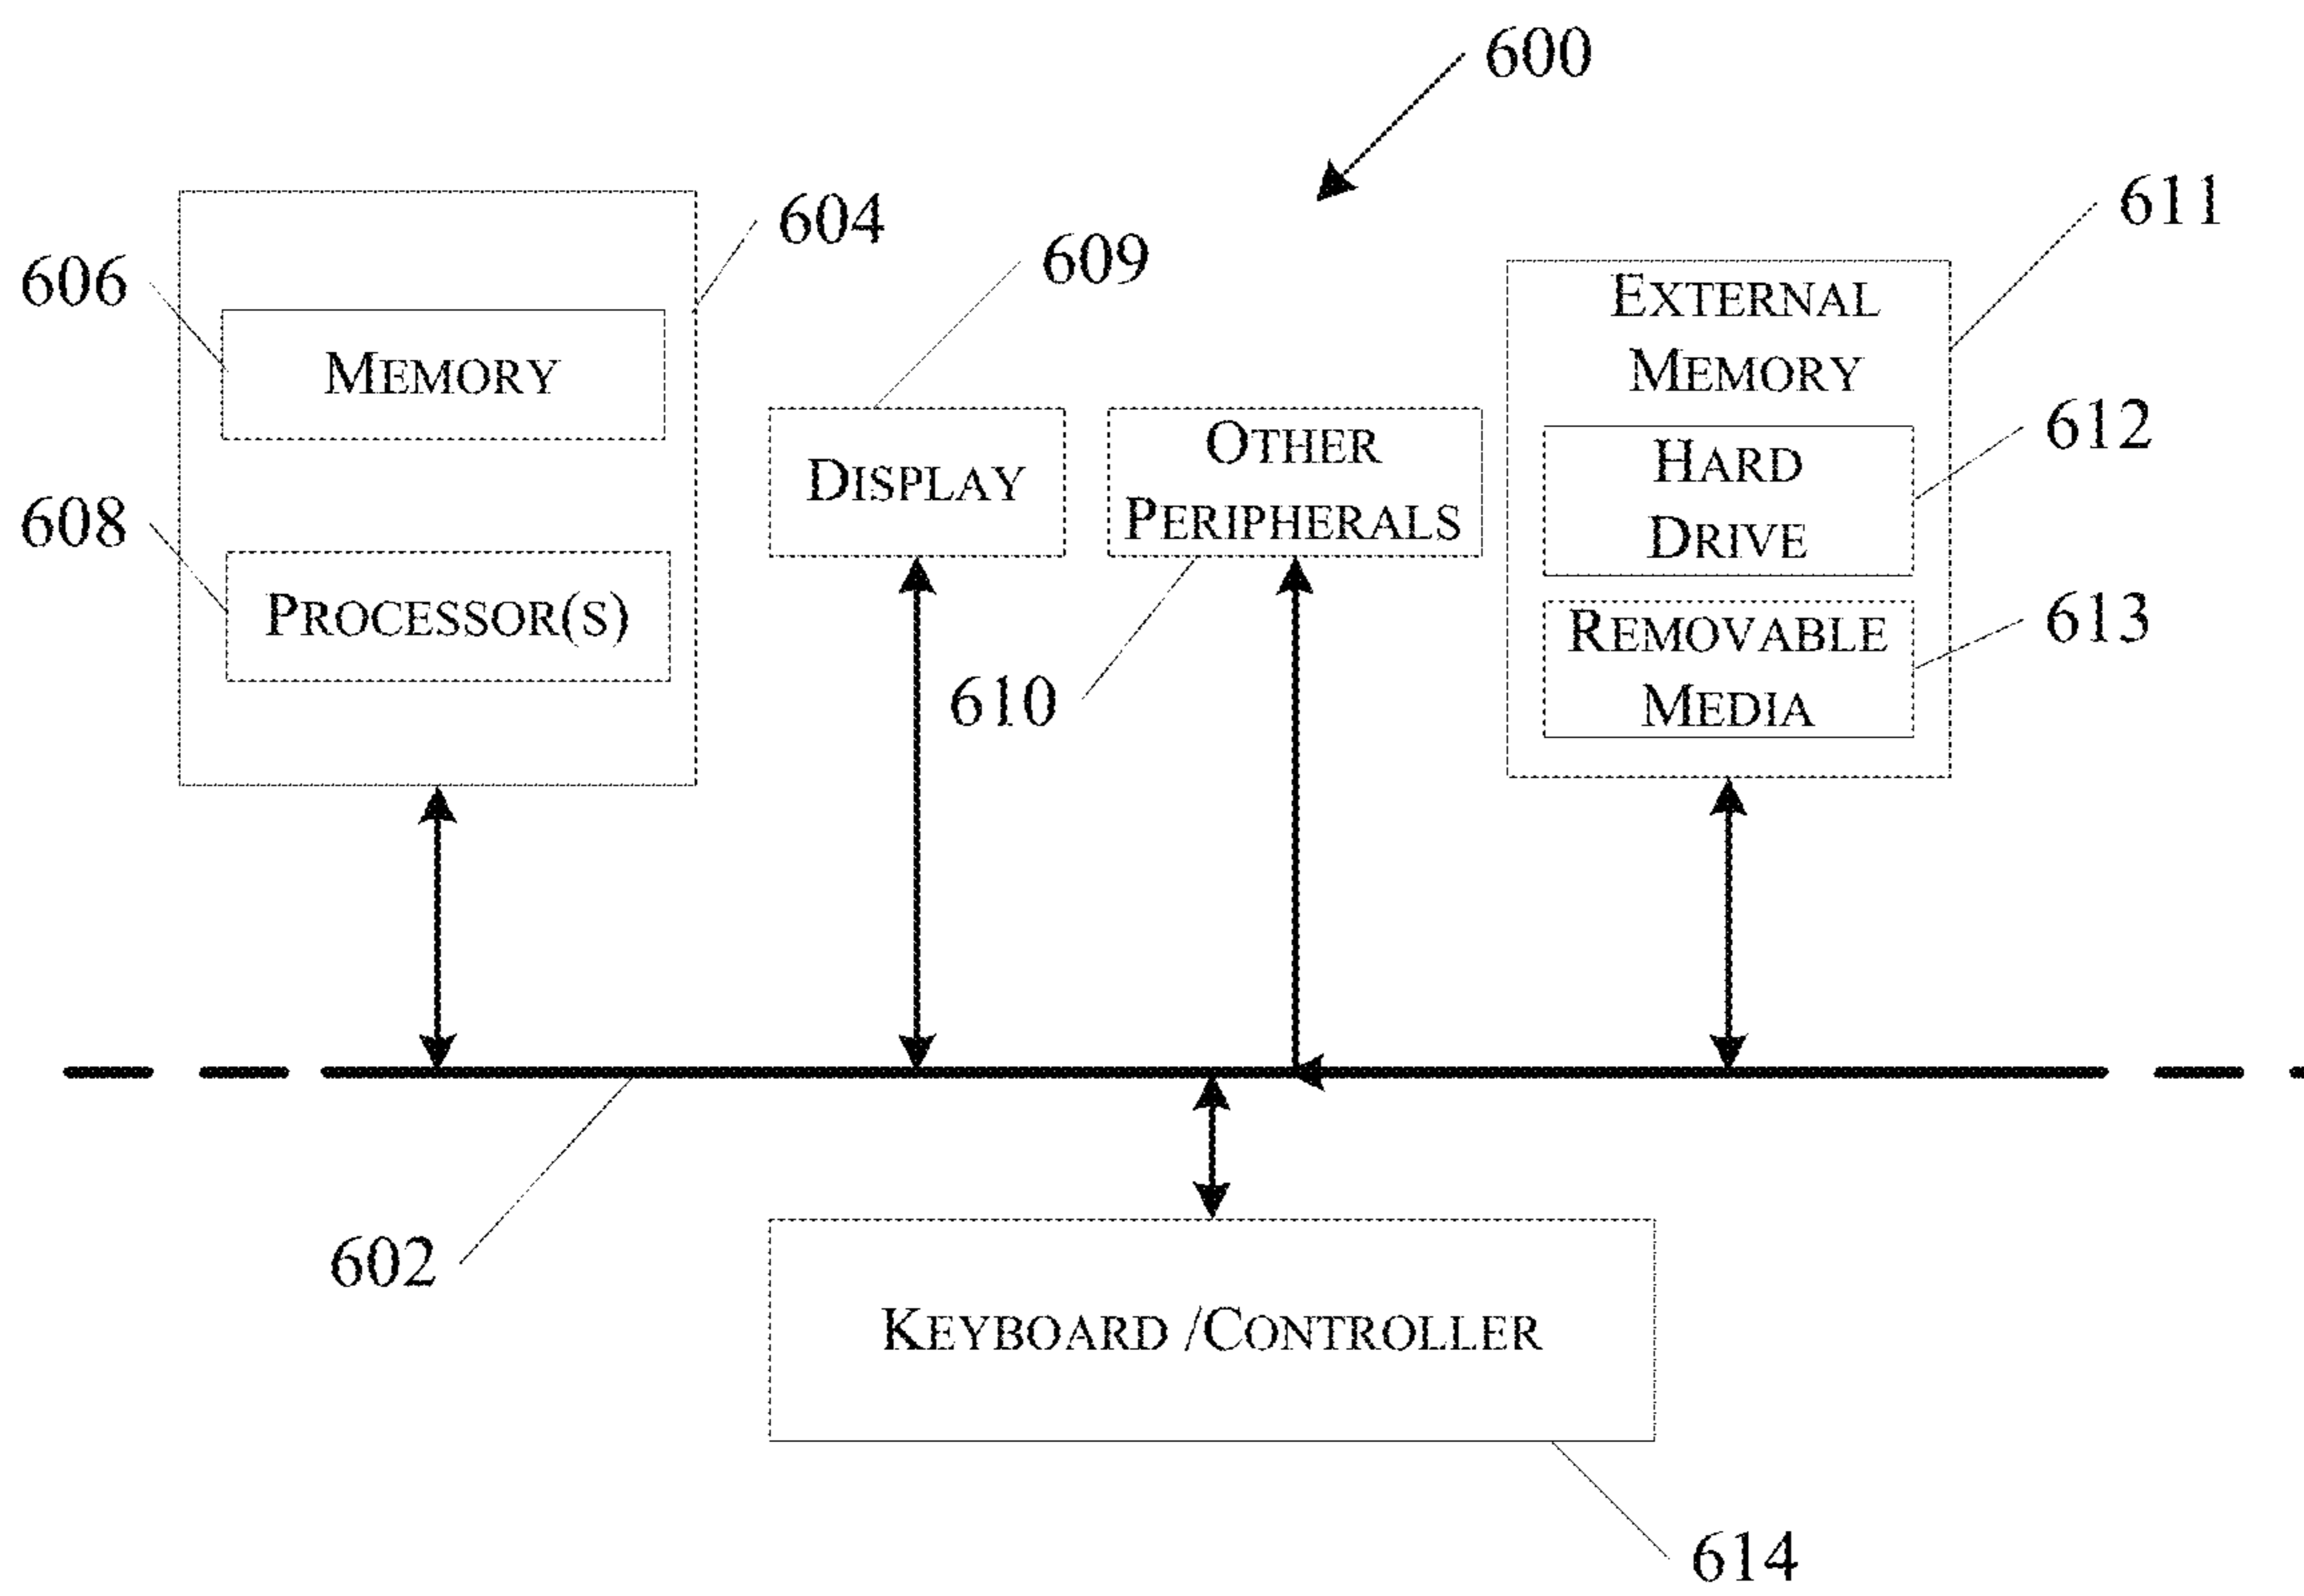 600
611
604
609
606
EXTERNAL
MEMORY
MEMORY
612
OTHER
HARD
DISPLAY
608
PERIPHERALS
DRIVE
PROCESSOR(S)
613
REMOVABLE
610
MEDIA
602
KEYBOARD /CONTROLLER
614